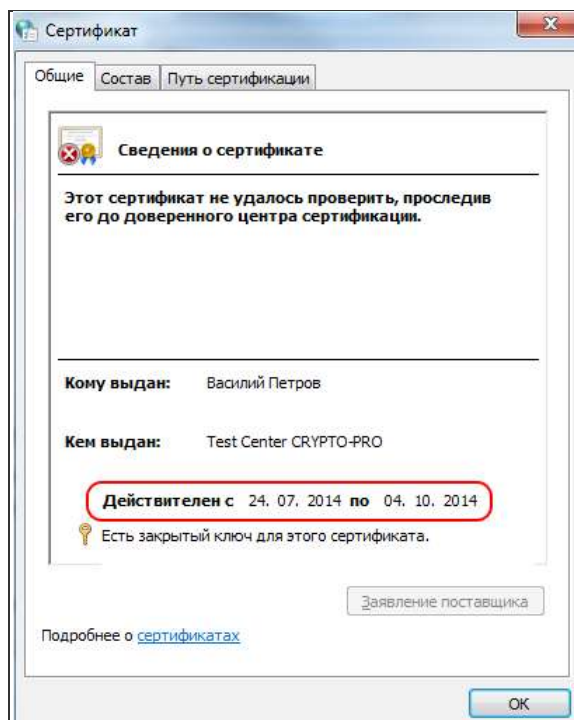 Сертификат
Общие Состав Путь сертификации
Сведения о сертификате
Этот сертификат не удалось проверить, проследив
его до доверенного центра сертификации.
Кому выдан: Василий Петров
Кем выдан: Test Center CRYPTO-PRO
Действителен с 24. 07. 2014 по 04. 10. 2014
Есть закрытый ключ для этого сертификата.
Заявление поставщика
Подробнее о сертификатах
ОК